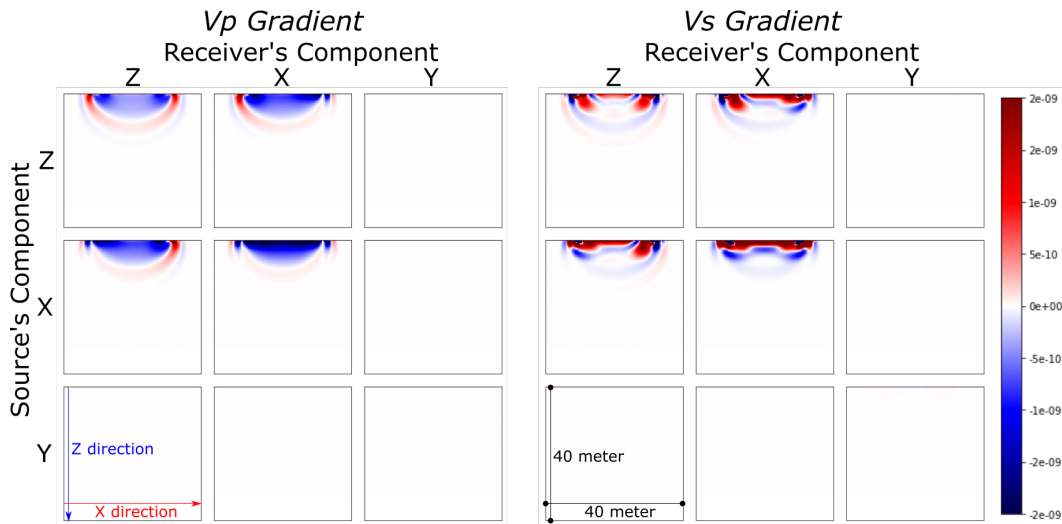 Vp Gradient
Receiver's Component
Z X Y
Vs Gradient
Receiver's Component
Z X Y
Source's Component
Z
X
Y
Z direction
X direction
40 meter
40 meter
2e-09
2e-09
1e-09
5e-10
0e+00
-5e-10
-1e-09
-2e-09
-2e-09